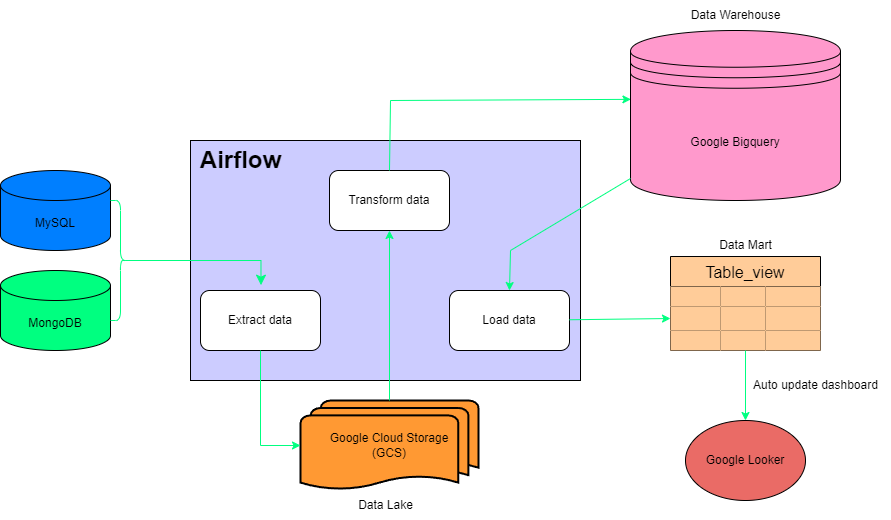 Data Warehouse
Google Bigquery
Airflow
Transform data
MySQL
MongoDB
Extract data
Load data
Data Mart
Table_view
Auto update dashboard
Google Looker
Google Cloud Storage
(GCS)
Data Lake